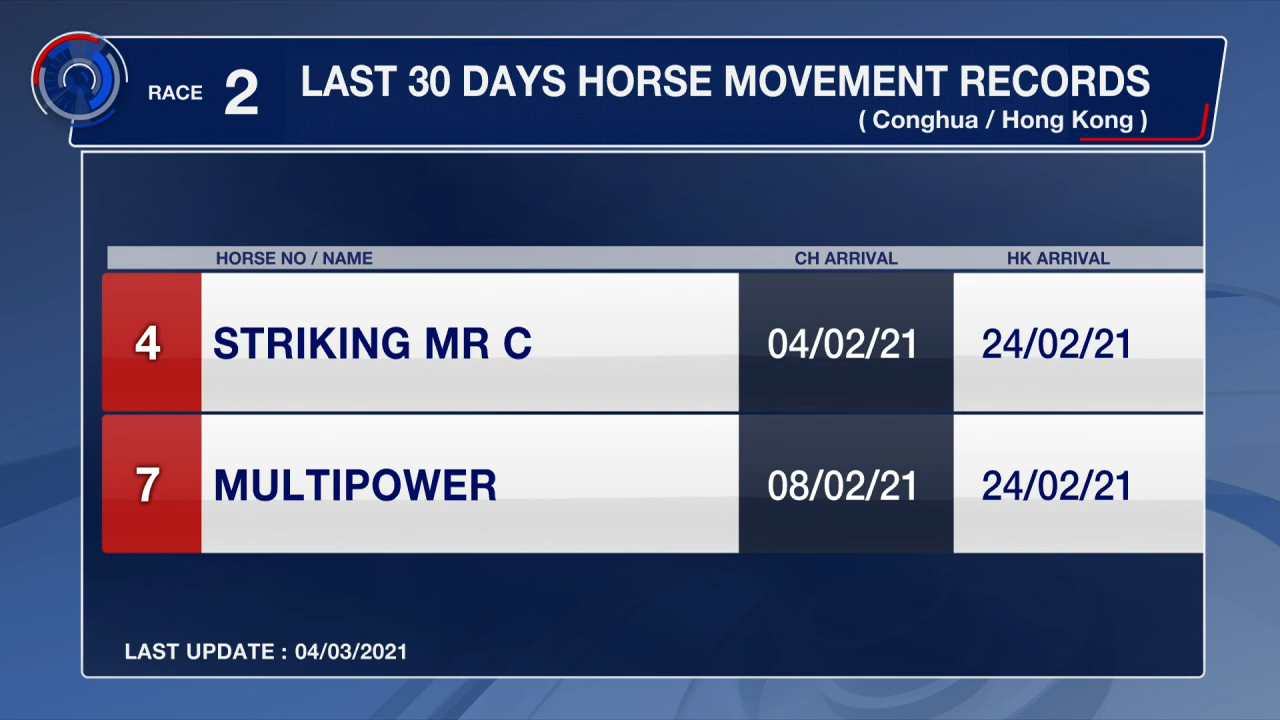 RACE 2 LAST 30 DAYS HORSE MOVEMENT RECORDS
( Conghua / Hong Kong )
HORSE NO / NAME CH ARRIVAL HK ARRIVAL
4 STRIKING MR C 04/02/21 24/02/21
7 MULTIPOWER 08/02/21 24/02/21
LAST UPDATE : 04/03/2021